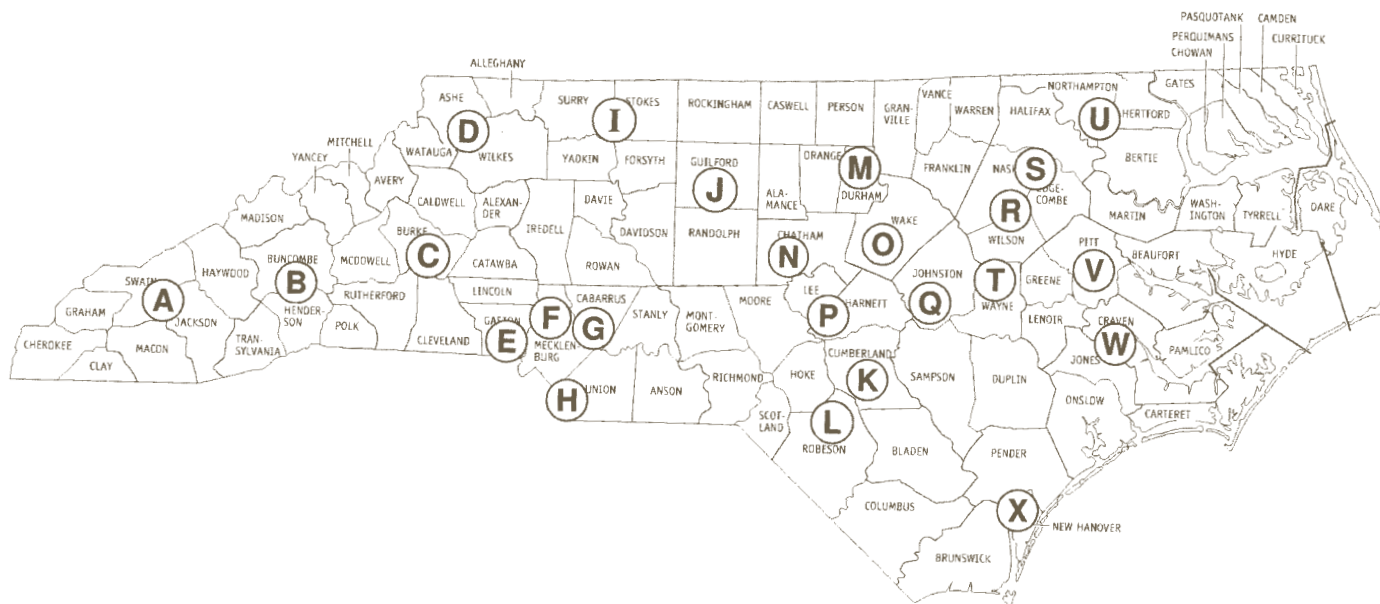 PASQUOTANK CAMDEN
PERQUIMANS CURRITUCK
CHOWAN
ALLEGHANY
ASHE SURRY STOKES ROCKINGHAM CASWELL PERSON GRAN-
VILLE VANCE WARREN HALIFAX NORTHAMPTON GATES
HERTFORD
D I U
MITCHELL
WATAUGA WILKES YADKIN FORSYTH GUILFORD ORANGE M FRANKLIN NASH S BERTIE
YANCEY
AVERY CALDWELL ALEXAN-
DER DAVIE J ALA-
MANCE DURHAM EDGE-
COMBE
MADISON IREDELL DAVIDSON RANDOLPH CHATHAM WAKE R MARTIN WASH-
INGTON TYRRELL DARE
BURKE WILSON
HAYWOOD BUNCOMBE MCDOWELL C CATAWBA ROWAN N O PITT BEAUFORT HYDE
SWAIN B LINCOLN JOHNSTON T GREENE V
A RUTHERFORD CABARRUS MOORE LEE HARNETT Q WAYNE
GRAHAM JACKSON HENDER-
SON POLK GASTON F G STANLY MONT-
GOMERY P LENOIR CRAVEN
CHEROKEE MACON TRAN-
SYLVANIA CLEVELAND E MECKLEN-
BURG CUMBERLAND W PAMLICO
CLAY JONES
H UNION ANSON RICHMOND HOKE K SAMPSON DUPLIN
ONSLOW
SCOT-
LAND L CARTERET
ROBESON BLADEN PENDER
COLUMBUS X NEW HANOVER
BRUNSWICK